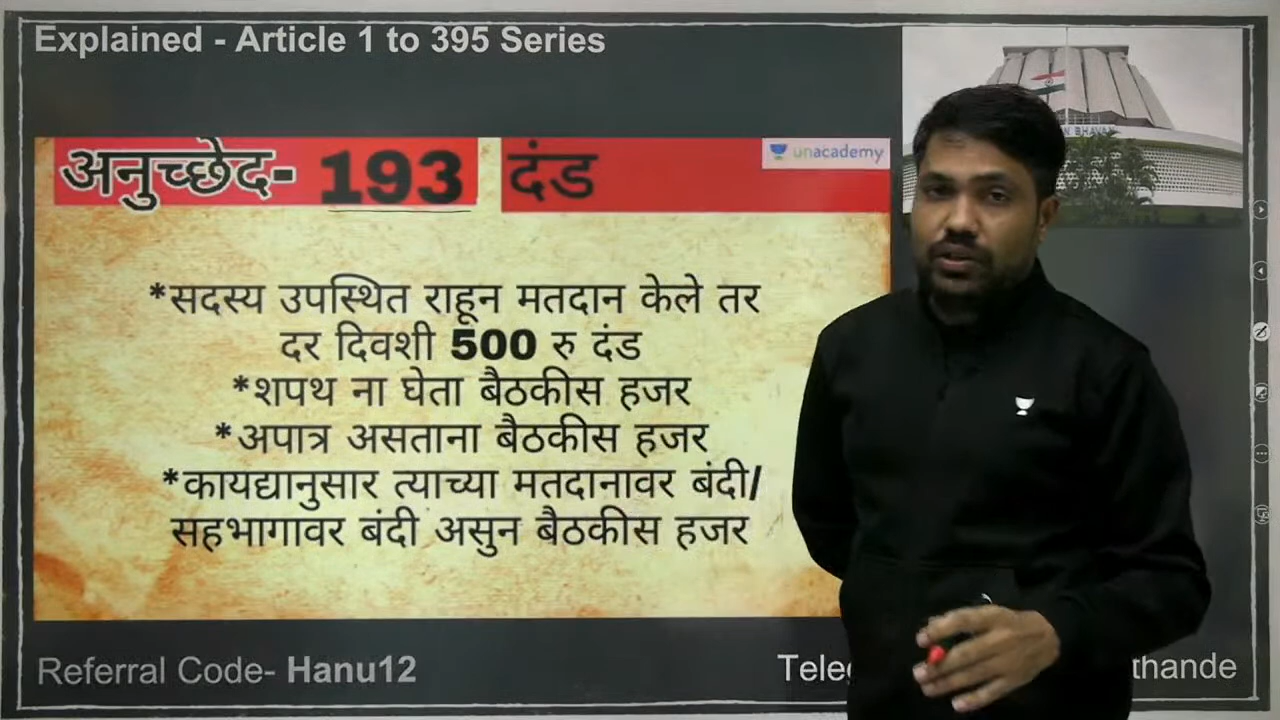 Explained - Article 1 to 395 Series
N BHAVA
अनुच्छेद- 193 दंड
unacademy
*सदस्य उपस्थित राहून मतदान केले तर
दर दिवशी 500 रु दंड
*शपथ ना घेता बैठकीस हजर
*अपात्र असताना बैठकीस हजर
*कायद्यानुसार त्याच्या मतदानावर बंदी/
सहभागावर बंदी असुन बैठकीस हजर
Referral Code- Hanu12